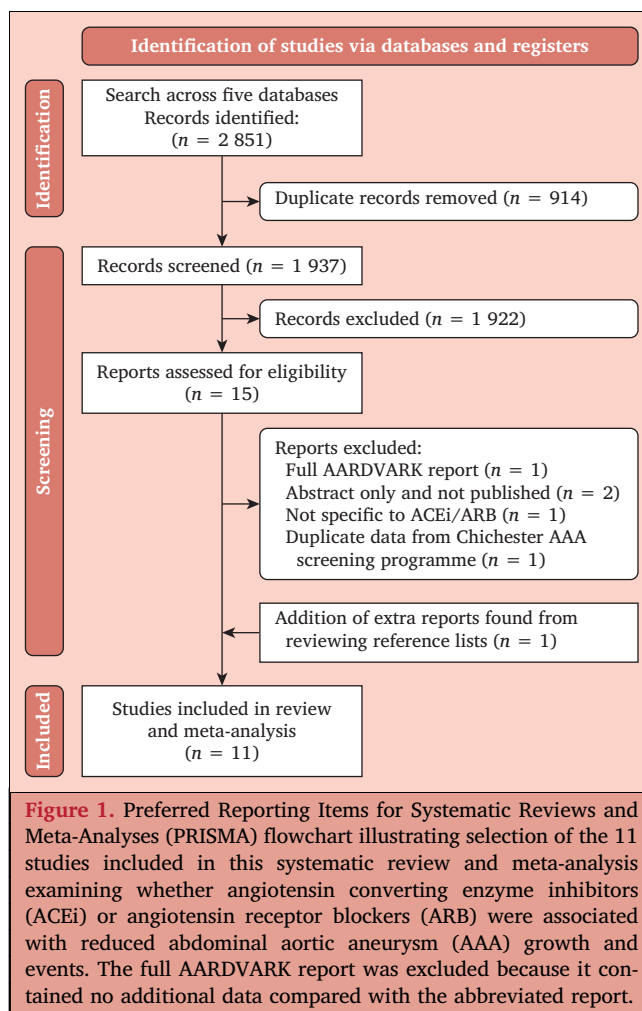 Identification of studies via databases and registers
Identification
Search across five databases
Records identified:
(n = 2 851)
Duplicate records removed (n = 914)
Screening
Records screened (n = 1 937)
Records excluded (n = 1 922)
Reports assessed for eligibility
(n = 15)
Reports excluded:
Full AARDVARK report (n = 1)
Abstract only and not published (n = 2)
Not specific to ACEi/ARB (n = 1)
Duplicate data from Chichester AAA
screening programme (n = 1)
Addition of extra reports found from
reviewing reference lists (n = 1)
Included
Studies included in review
and meta-analysis
(n = 11)
Figure 1. Preferred Reporting Items for Systematic Reviews and
Meta-Analyses (PRISMA) flowchart illustrating selection of the 11
studies included in this systematic review and meta-analysis
examining whether angiotensin converting enzyme inhibitors
(ACEi) or angiotensin receptor blockers (ARB) were associated
with reduced abdominal aortic aneurysm (AAA) growth and
events. The full AARDVARK report was excluded because it con-
tained no additional data compared with the abbreviated report.